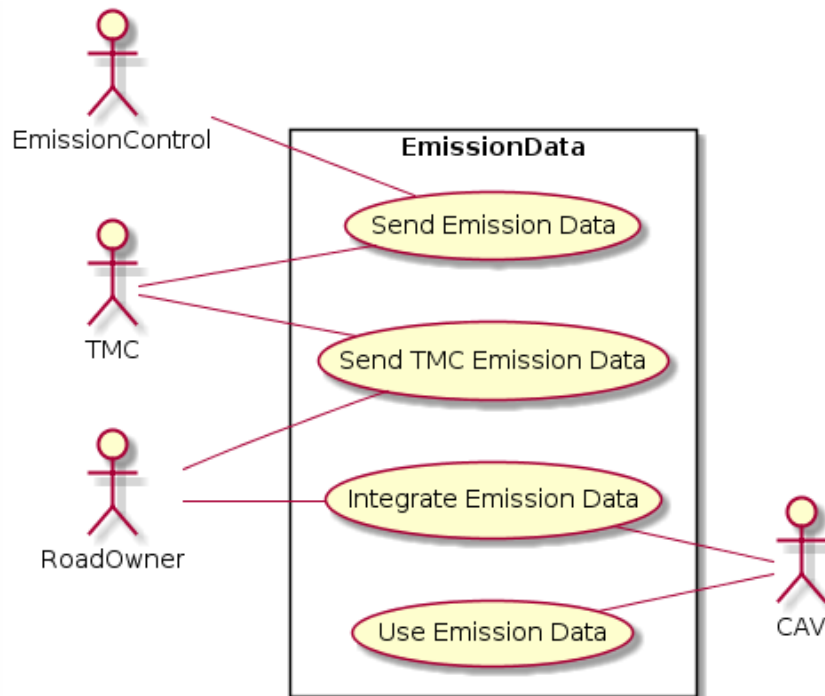 EmissionControl
EmissionData
Send Emission Data
TMC
Send TMC Emission Data
RoadOwner
Integrate Emission Data
CAV
Use Emission Data